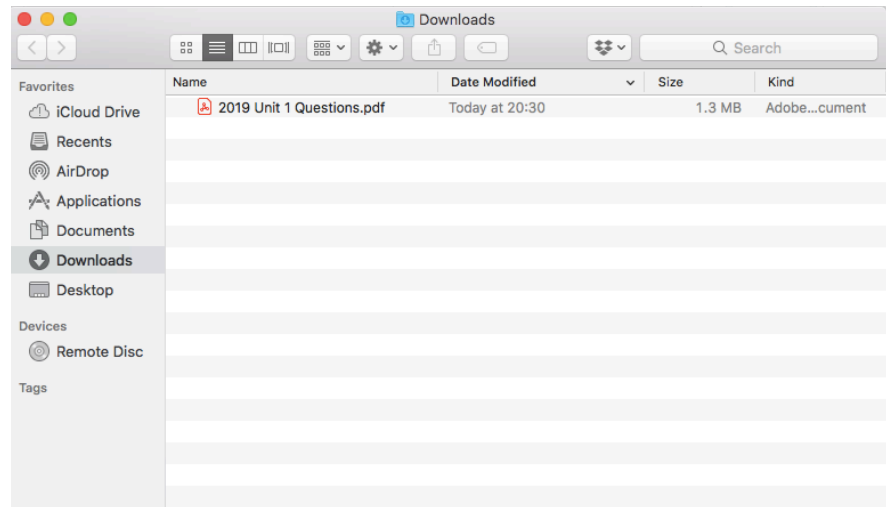 Downloads
Search
Favorites
iCloud Drive
Recents
AirDrop
Applications
Documents
Downloads
Desktop
Devices
Remote Disc
Tags
Name Date Modified Size Kind
2019 Unit 1 Questions.pdf Today at 20:30 1.3 MB Adobe...cument